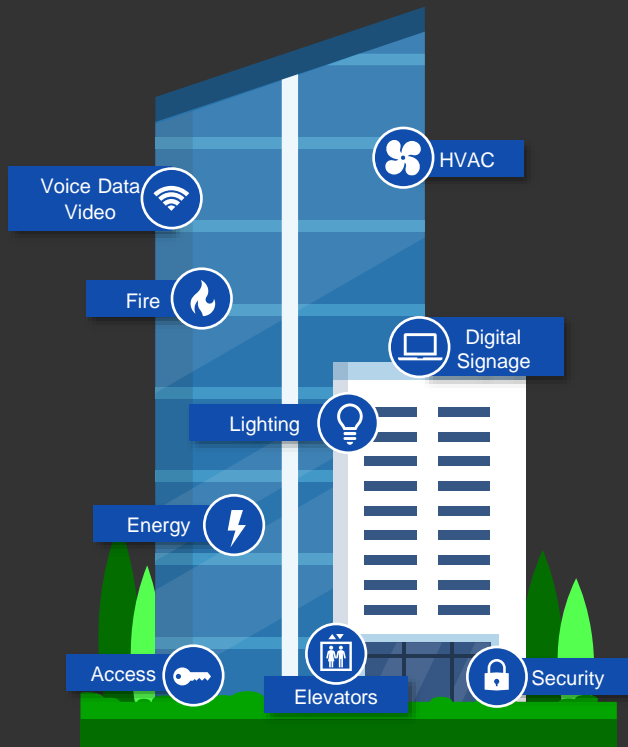 HVAC
Voice Data
Video
Fire
Digital
Signage
Lighting
Energy
Access
Elevators
Security